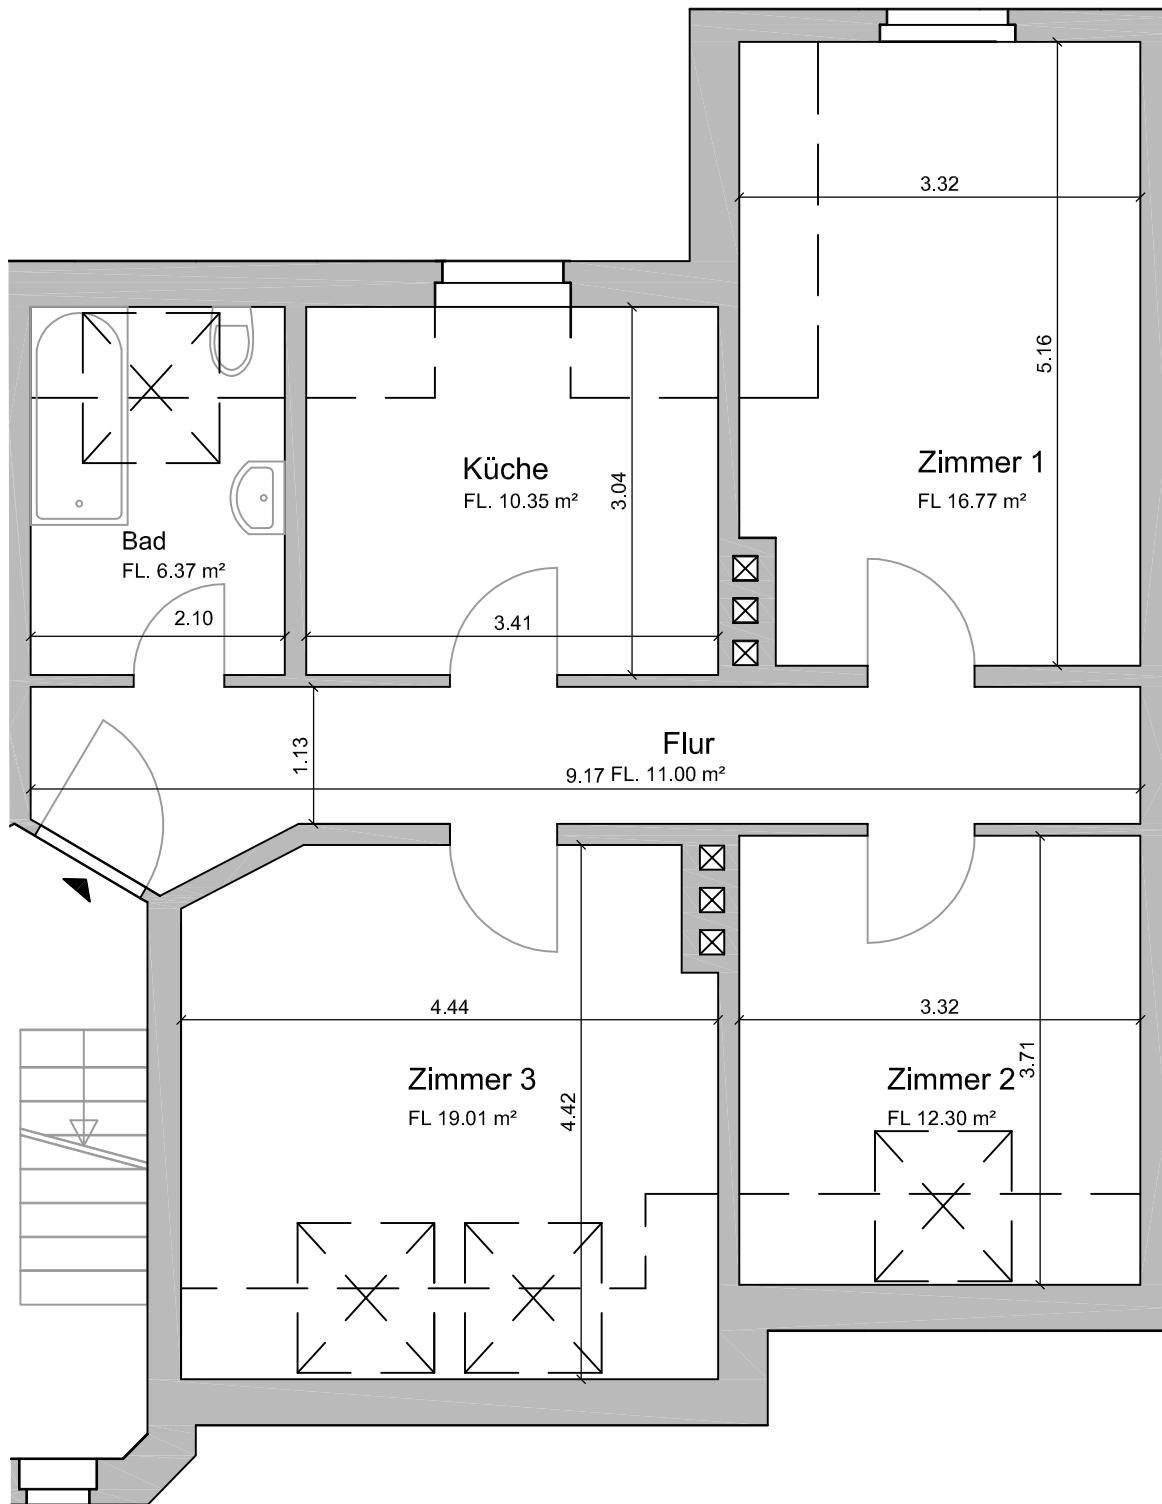 3.32
5.16
Zimmer 1
FL 16.77 m²
Küche
FL. 10.35 m²
3.04
3.41
Bad
FL. 6.37 m²
2.10
1.13
Flur
9.17 FL. 11.00 m²
4.44
Zimmer 3
FL 19.01 m²
4.42
3.32
3.71
Zimmer 2
FL 12.30 m²